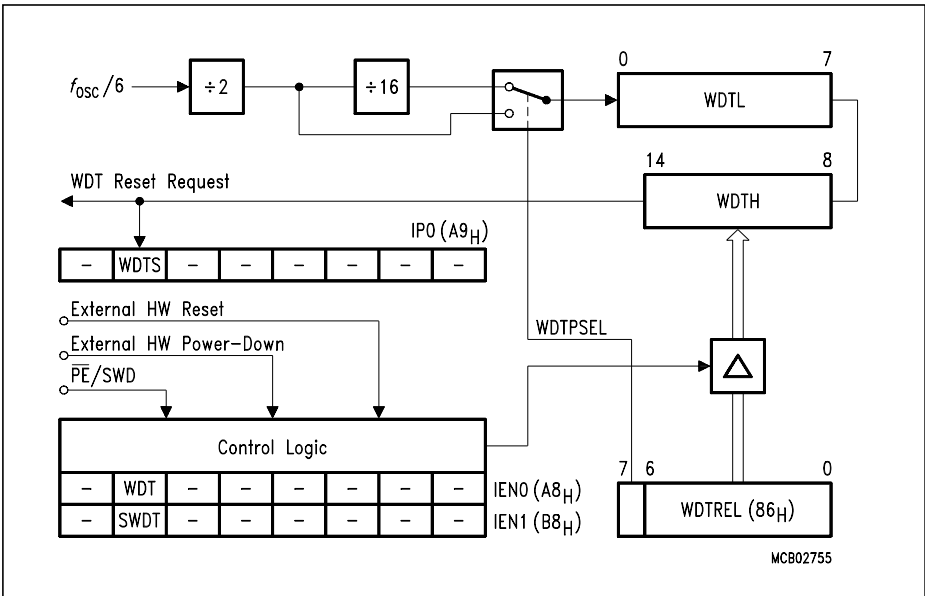 fOSC/6
÷2
÷16
0 7
WDTL
14 8
WDTH
WDT Reset Request
IP0 (A9H)
- WDTS - - - - - -
External HW Reset
External HW Power-Down
PE/SWD
WDTPSEL
Control Logic
- WDT - - - - - -
IEN0 (A8H)
- SWDT - - - - - -
IEN1 (B8H)
7 6 0
WDTREL (86H)
MCB02755